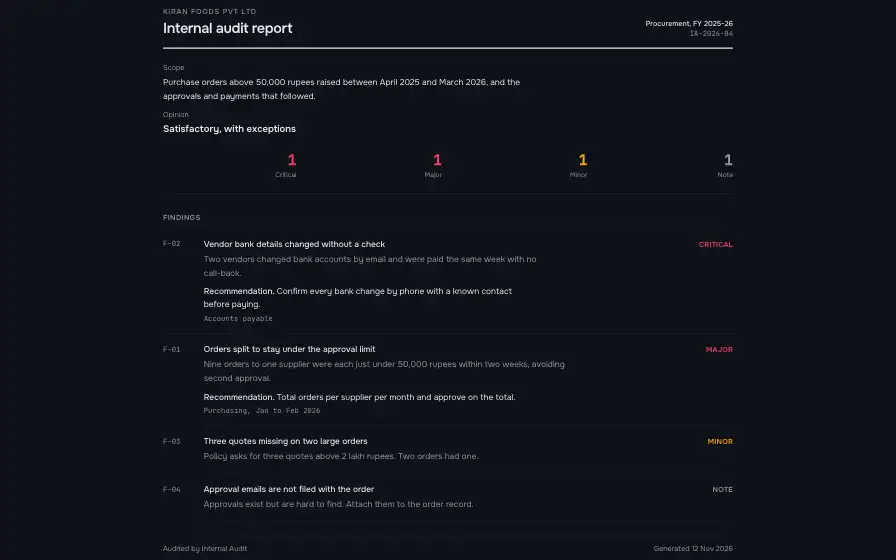 KIRAN FOODS PVT LTD
Internal audit report
Procurement, FY 2025-26
IA-2026-04
Scope
Purchase orders above 50,000 rupees raised between April 2025 and March 2026, and the
approvals and payments that followed.
Opinion
Satisfactory, with exceptions
1
Critical
1
Major
1
Minor
1
Note
FINDINGS
F-02
Vendor bank details changed without a check
CRITICAL
Two vendors changed bank accounts by email and were paid the same week with no
call-back.
Recommendation. Confirm every bank change by phone with a known contact
before paying.
Accounts payable
F-01
Orders split to stay under the approval limit
MAJOR
Nine orders to one supplier were each just under 50,000 rupees within two weeks, avoiding
second approval.
Recommendation. Total orders per supplier per month and approve on the total.
Purchasing, Jan to Feb 2026
F-03
Three quotes missing on two large orders
MINOR
Policy asks for three quotes above 2 lakh rupees. Two orders had one.
F-04
Approval emails are not filed with the order
NOTE
Approvals exist but are hard to find. Attach them to the order record.
Audited by Internal Audit
Generated 12 Nov 2026